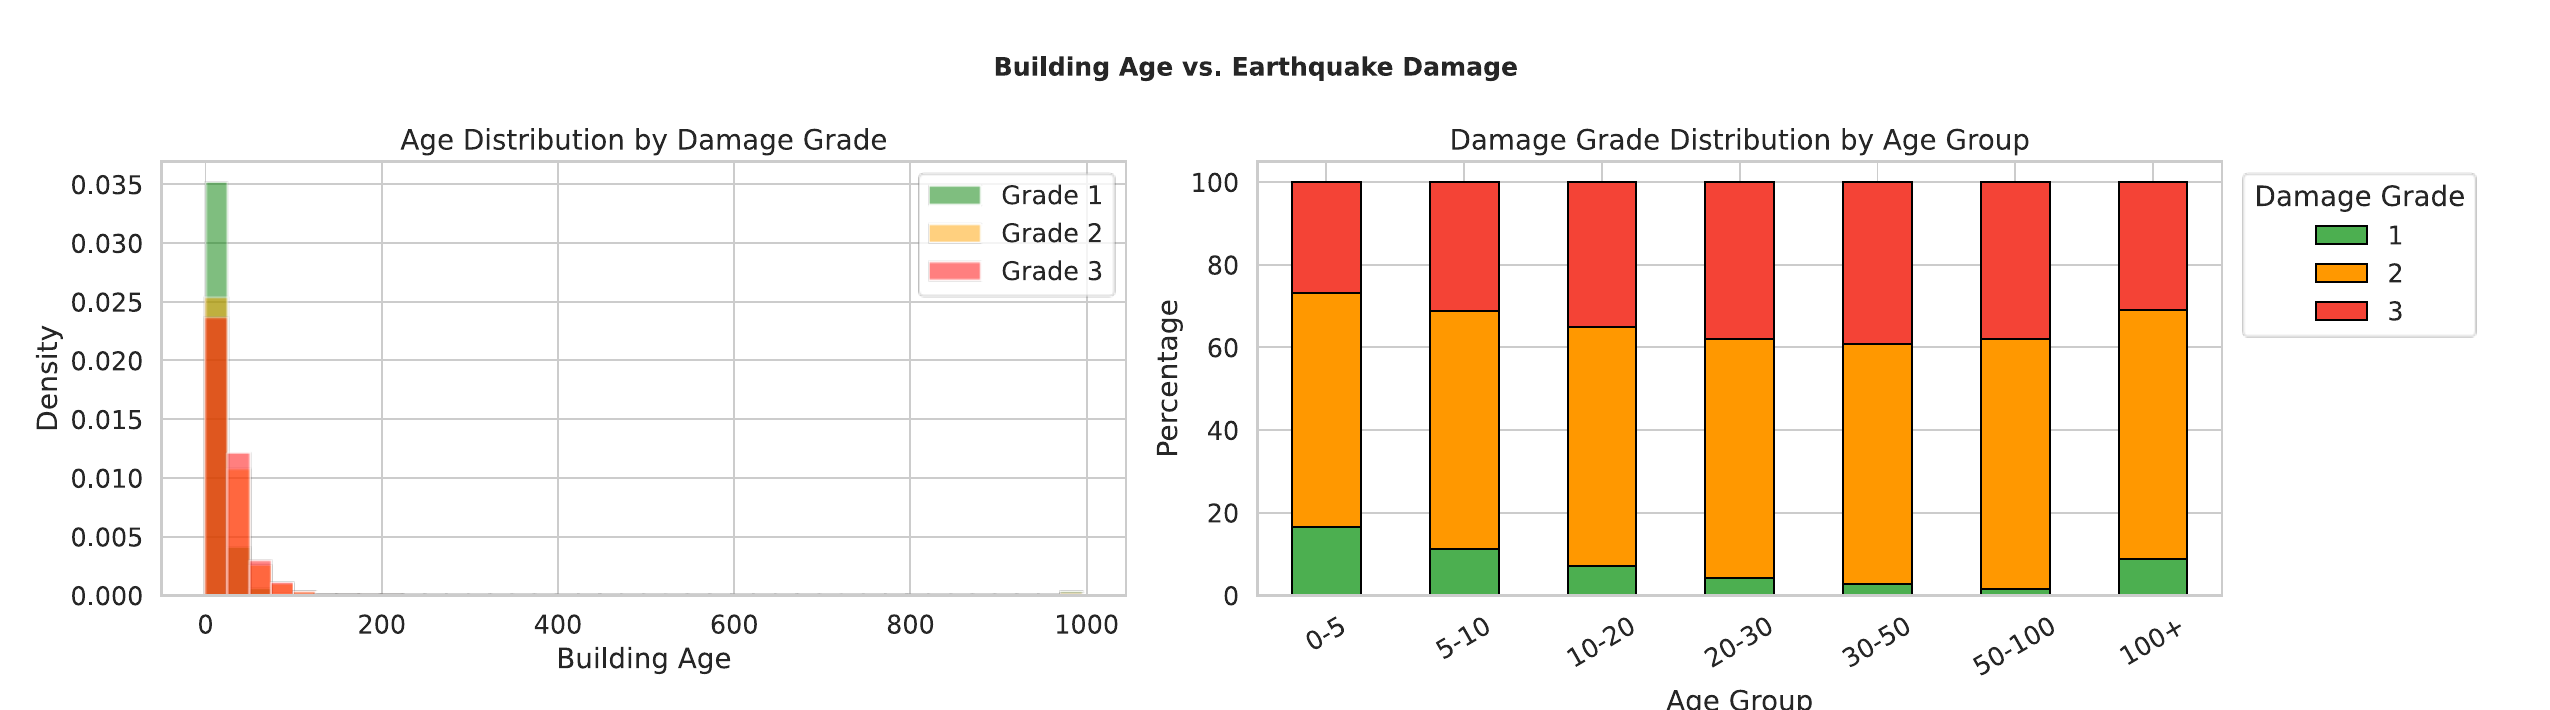 Building Age vs. Earthquake Damage
Age Distribution by Damage Grade
Density
0.035
0.030
0.025
0.020
0.015
0.010
0.005
0.000
0 200 400 600 800 1000
Building Age
Grade 1
Grade 2
Grade 3
Damage Grade Distribution by Age Group
Percentage
100
80
60
40
20
0
0-5 5-10 10-20 20-30 30-50 50-100 100+
Age Group
Damage Grade
1
2
3